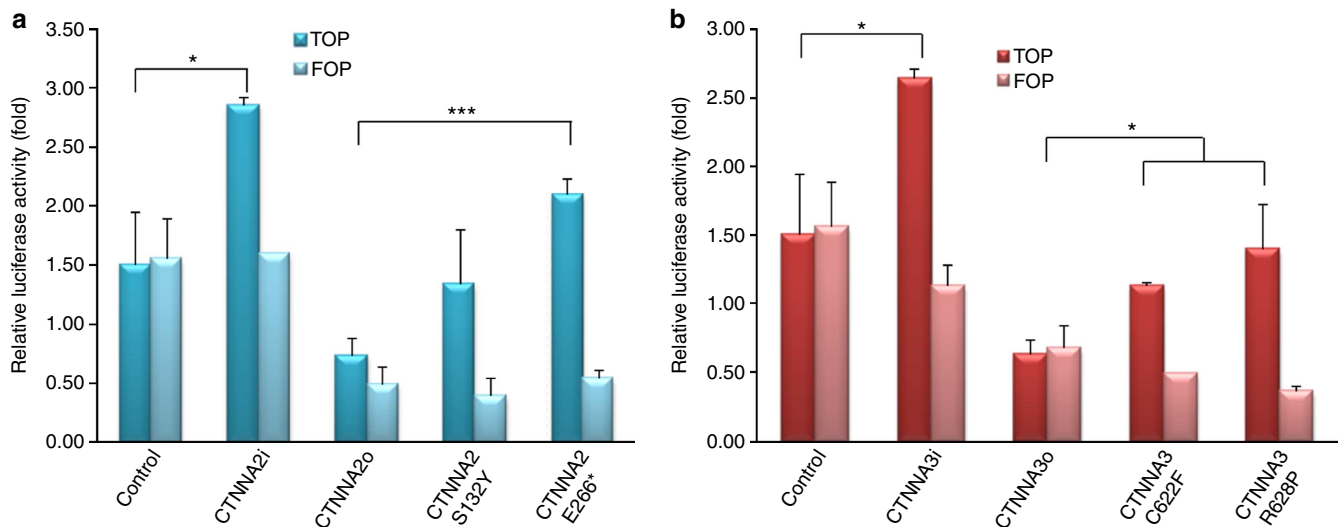 a
Relative luciferase activity (fold)
3.50
3.00
2.50
2.00
1.50
1.00
0.50
0.00
TOP
FOP
*
***
Control
CTNNA2i
CTNNA2o
CTNNA2
S132Y
CTNNA2
E266*
b
Relative luciferase activity (fold)
3.00
2.50
2.00
1.50
1.00
0.50
0.00
TOP
FOP
*
*
Control
CTNNA3i
CTNNA3o
CTNNA3
C622F
CTNNA3
R628P